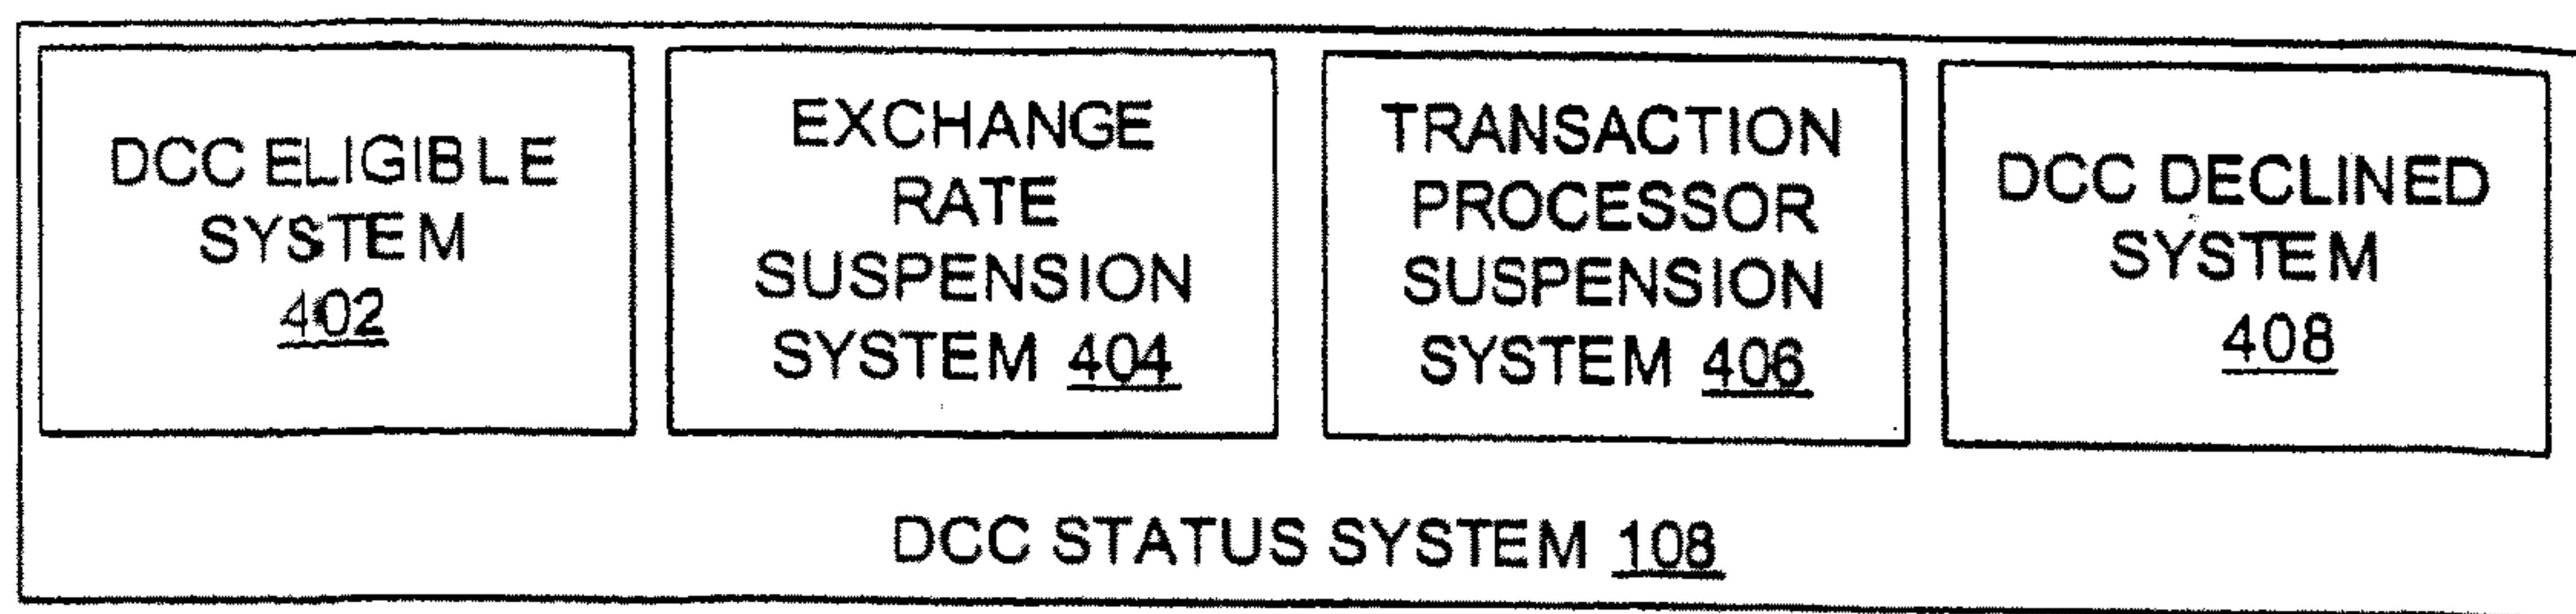 DCC ELIGIBLE
SYSTEM
402
EXCHANGE
RATE
SUSPENSION
SYSTEM 404
TRANSACTION
PROCESSOR
SUSPENSION
SYSTEM 406
DCC DECLINED
SYSTEM
408
DCC STATUS SYSTEM 108